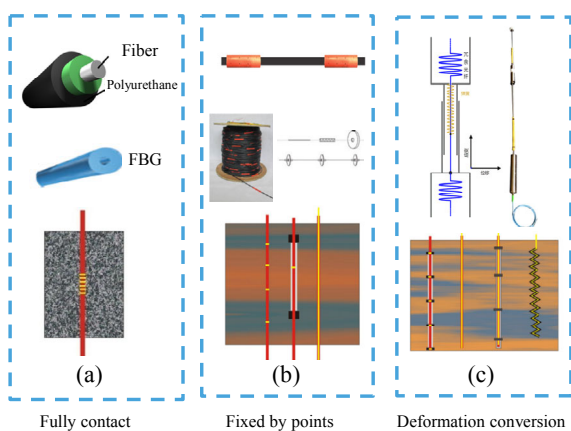 Fiber
Polyurethane
FBG
(a)
(b)
(c)
Fully contact
Fixed by points
Deformation conversion